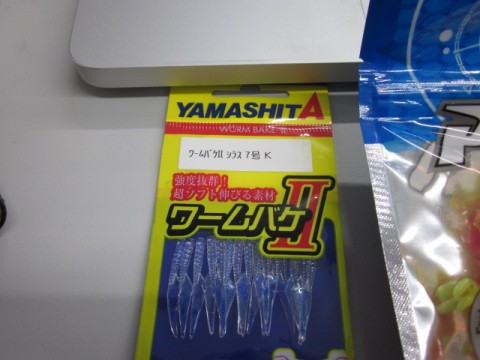 YAMASHITA
WORM BAKE II
ワームバケII シラス 7号 K
強度抜群!
超ソフト伸びる素材
ワームバケII